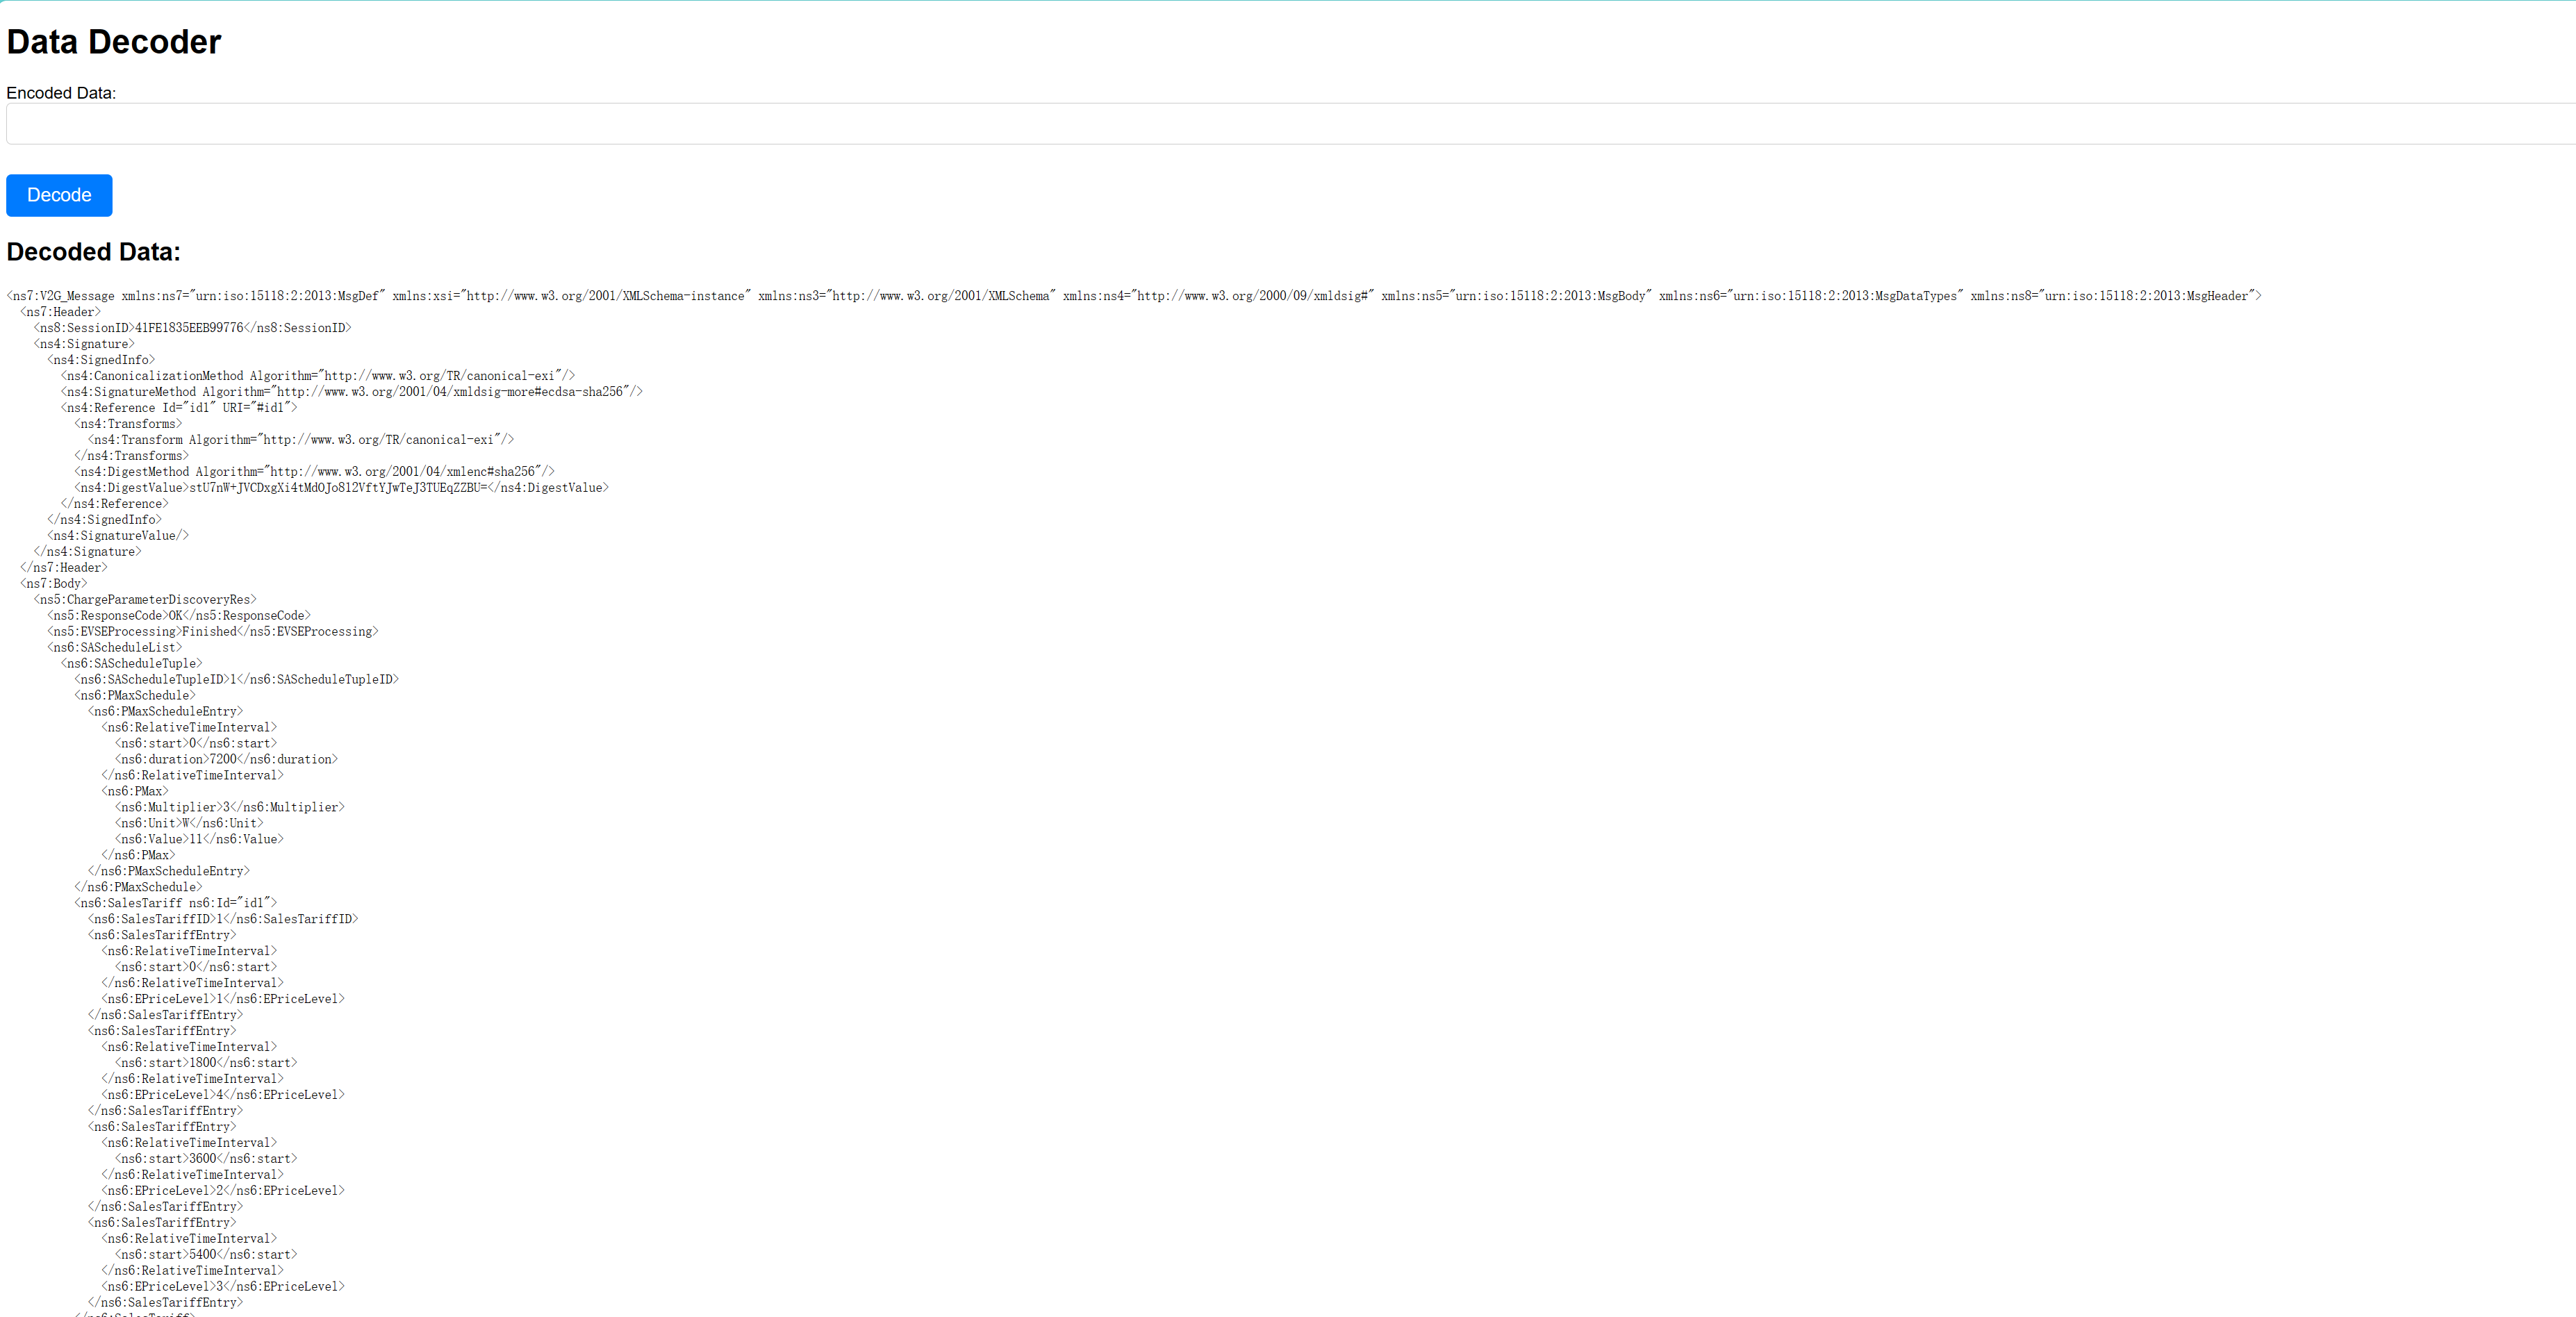 Data Decoder
Encoded Data:
Decode
Decoded Data:
<ns7:V2G_Message xmlns:ns7="urn:iso:15118:2:2013:MsgDef" xmlns:xsi="http://www.w3.org/2001/XMLSchema-instance" xmlns:ns3="http://www.w3.org/2001/XMLSchema" xmlns:ns4="http://www.w3.org/2000/09/xmldsig#" xmlns:ns5="urn:iso:15118:2:2013:MsgBody" xmlns:ns6="urn:iso:15118:2:2013:MsgDataTypes" xmlns:ns8="urn:iso:15118:2:2013:MsgHeader">
<ns7:Header>
<ns8:SessionID>41FE1835EEB99776</ns8:SessionID>
<ns4:Signature>
<ns4:SignedInfo>
<ns4:CanonicalizationMethod Algorithm="http://www.w3.org/TR/canonical-exi"/>
<ns4:SignatureMethod Algorithm="http://www.w3.org/2001/04/xmldsig-more#ecdsa-sha256"/>
<ns4:Reference Id="id1" URI="#id1">
<ns4:Transforms>
<ns4:Transform Algorithm="http://www.w3.org/TR/canonical-exi"/>
</ns4:Transforms>
<ns4:DigestMethod Algorithm="http://www.w3.org/2001/04/xmlenc#sha256"/>
<ns4:DigestValue>stU7nW+JVCDxgXi4tMdOJo812VftYJwTeJ3TUEqZZBU=</ns4:DigestValue>
</ns4:Reference>
</ns4:SignedInfo>
<ns4:SignatureValue/>
</ns4:Signature>
</ns7:Header>
<ns7:Body>
<ns5:ChargeParameterDiscoveryRes>
<ns5:ResponseCode>OK</ns5:ResponseCode>
<ns5:EVSEProcessing>Finished</ns5:EVSEProcessing>
<ns6:SAScheduleList>
<ns6:SAScheduleTuple>
<ns6:SAScheduleTupleID>1</ns6:SAScheduleTupleID>
<ns6:PMaxSchedule>
<ns6:PMaxScheduleEntry>
<ns6:RelativeTimeInterval>
<ns6:start>0</ns6:start>
<ns6:duration>7200</ns6:duration>
</ns6:RelativeTimeInterval>
<ns6:PMax>
<ns6:Multiplier>3</ns6:Multiplier>
<ns6:Unit>W</ns6:Unit>
<ns6:Value>11</ns6:Value>
</ns6:PMax>
</ns6:PMaxScheduleEntry>
</ns6:PMaxSchedule>
<ns6:SalesTariff ns6:Id="id1">
<ns6:SalesTariffID>1</ns6:SalesTariffID>
<ns6:SalesTariffEntry>
<ns6:RelativeTimeInterval>
<ns6:start>0</ns6:start>
</ns6:RelativeTimeInterval>
<ns6:EPriceLevel>1</ns6:EPriceLevel>
</ns6:SalesTariffEntry>
<ns6:SalesTariffEntry>
<ns6:RelativeTimeInterval>
<ns6:start>1800</ns6:start>
</ns6:RelativeTimeInterval>
<ns6:EPriceLevel>4</ns6:EPriceLevel>
</ns6:SalesTariffEntry>
<ns6:SalesTariffEntry>
<ns6:RelativeTimeInterval>
<ns6:start>3600</ns6:start>
</ns6:RelativeTimeInterval>
<ns6:EPriceLevel>2</ns6:EPriceLevel>
</ns6:SalesTariffEntry>
<ns6:SalesTariffEntry>
<ns6:RelativeTimeInterval>
<ns6:start>5400</ns6:start>
</ns6:RelativeTimeInterval>
<ns6:EPriceLevel>3</ns6:EPriceLevel>
</ns6:SalesTariffEntry>